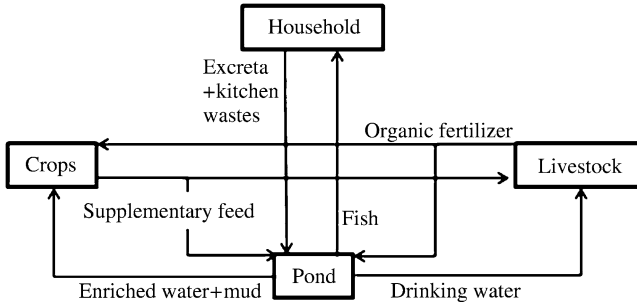 Household
Excreta
+kitchen
wastes
Organic fertilizer
Crops
Livestock
Supplementary feed
Fish
Pond
Enriched water+mud
Drinking water